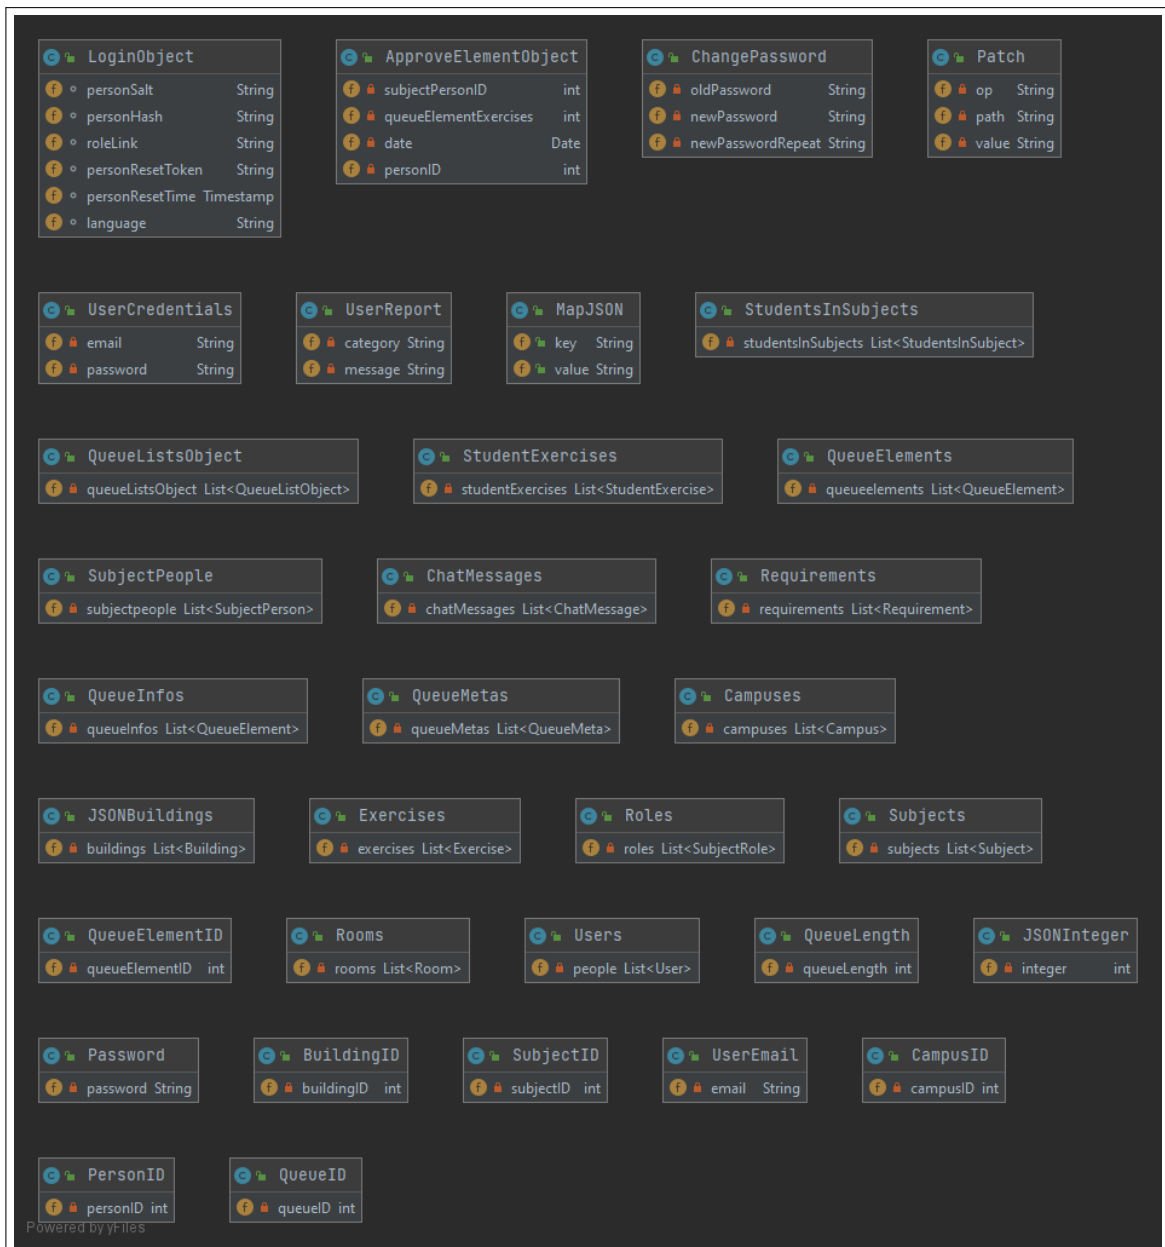 LoginObject
personSalt String
personHash String
roleLink String
personResetToken String
personResetTime Timestamp
language String
ApproveElementObject
subjectPersonID int
queueElementExercises int
date Date
personID int
ChangePassword
oldPassword String
newPassword String
newPasswordRepeat String
Patch
op String
path String
value String
UserCredentials
email String
password String
UserReport
category String
message String
MapJSON
key String
value String
StudentsInSubjects
studentsInSubjects List<StudentsInSubject>
QueueListsObject
queueListsObject List<QueueListObject>
StudentExercises
studentExercises List<StudentExercise>
QueueElements
queueelements List<QueueElement>
SubjectPeople
subjectpeople List<SubjectPerson>
ChatMessages
chatMessages List<ChatMessage>
Requirements
requirements List<Requirement>
QueueInfos
queueInfos List<QueueElement>
QueueMetas
queueMetas List<QueueMeta>
Campuses
campuses List<Campus>
JSONBuildings
buildings List<Building>
Exercises
exercises List<Exercise>
Roles
roles List<SubjectRole>
Subjects
subjects List<Subject>
QueueElementID
queueElementID int
Rooms
rooms List<Room>
Users
people List<User>
QueueLength
queueLength int
JSONInteger
integer int
Password
password String
BuildingID
buildingID int
SubjectID
subjectID int
UserEmail
email String
CampusID
campusID int
PersonID
personID int
QueueID
queueID int
Powered by yFiles